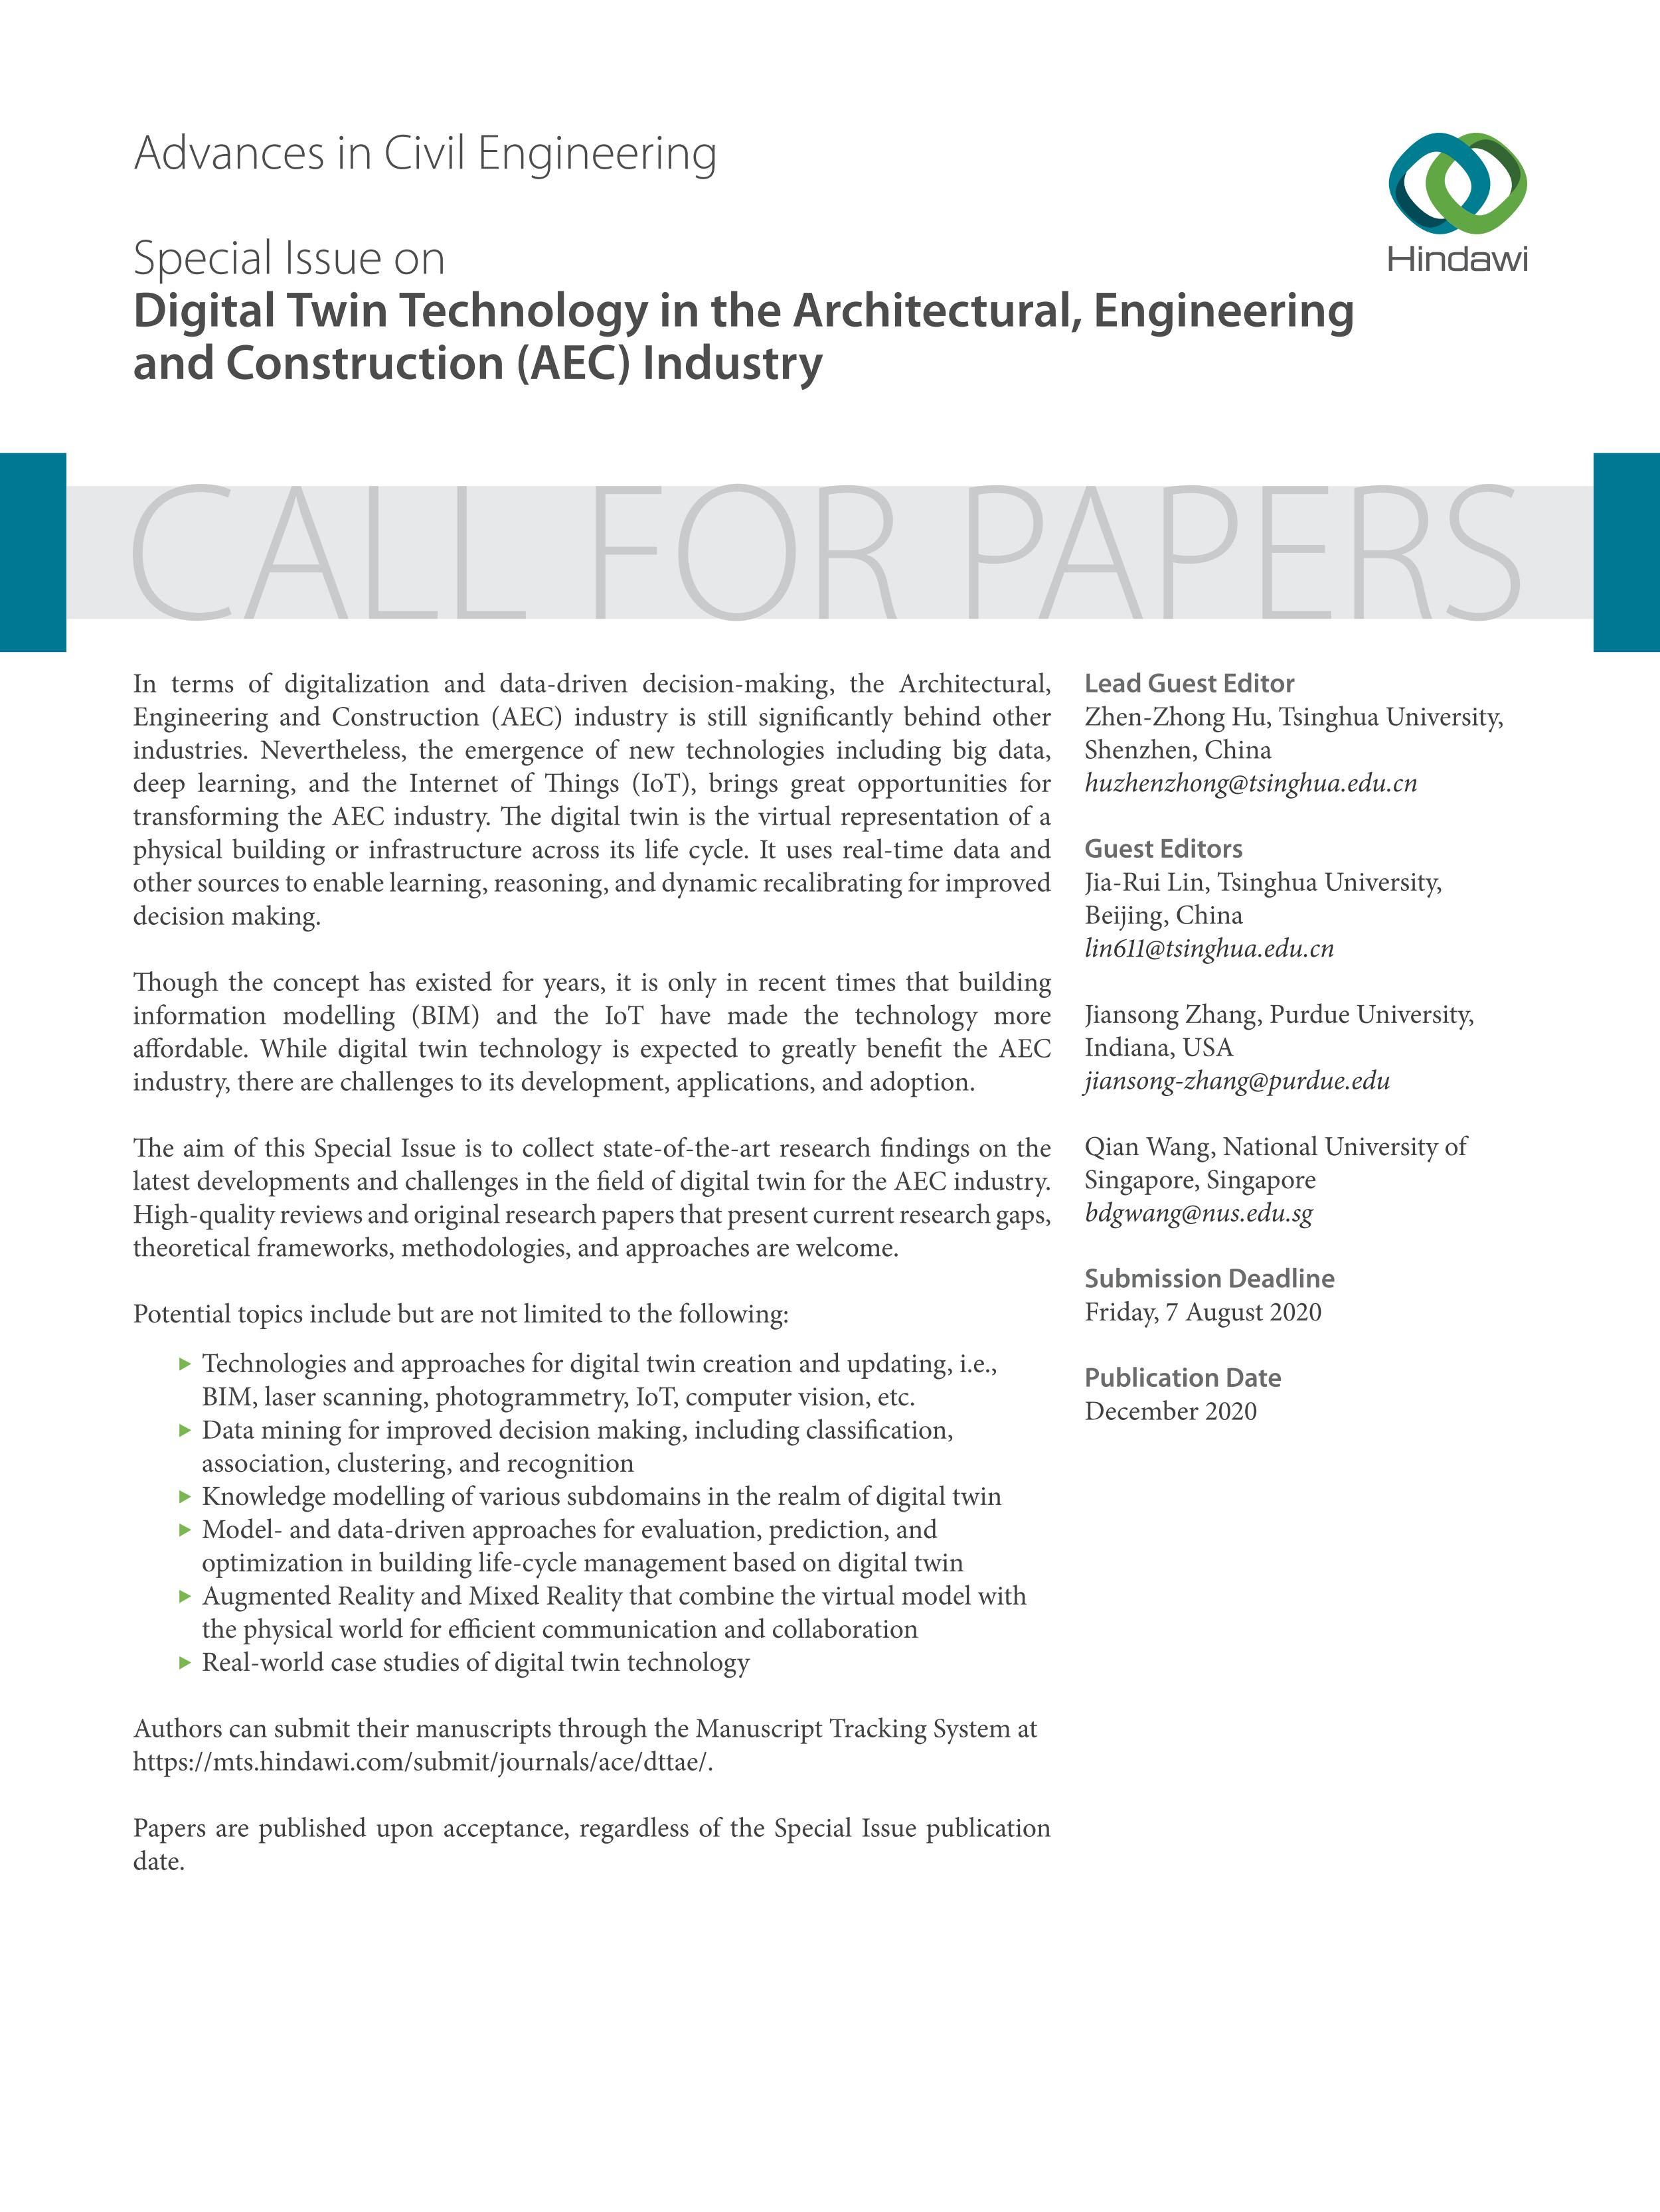 Advances in Civil Engineering
Hindawi
Special Issue on
Digital Twin Technology in the Architectural, Engineering
and Construction (AEC) Industry
CALL FOR PAPERS
In terms of digitalization and data-driven decision-making, the Architectural,
Engineering and Construction (AEC) industry is still significantly behind other
industries. Nevertheless, the emergence of new technologies including big data,
deep learning, and the Internet of Things (IoT), brings great opportunities for
transforming the AEC industry. The digital twin is the virtual representation of a
physical building or infrastructure across its life cycle. It uses real-time data and
other sources to enable learning, reasoning, and dynamic recalibrating for improved
decision making.
Though the concept has existed for years, it is only in recent times that building
information modelling (BIM) and the IoT have made the technology more
affordable. While digital twin technology is expected to greatly benefit the AEC
industry, there are challenges to its development, applications, and adoption.
The aim of this Special Issue is to collect state-of-the-art research findings on the
latest developments and challenges in the field of digital twin for the AEC industry.
High-quality reviews and original research papers that present current research gaps,
theoretical frameworks, methodologies, and approaches are welcome.
Potential topics include but are not limited to the following:
Technologies and approaches for digital twin creation and updating, i.e.,
BIM, laser scanning, photogrammetry, IoT, computer vision, etc.
Data mining for improved decision making, including classification,
association, clustering, and recognition
Knowledge modelling of various subdomains in the realm of digital twin
Model- and data-driven approaches for evaluation, prediction, and
optimization in building life-cycle management based on digital twin
Augmented Reality and Mixed Reality that combine the virtual model with
the physical world for efficient communication and collaboration
Real-world case studies of digital twin technology
Authors can submit their manuscripts through the Manuscript Tracking System at
https://mts.hindawi.com/submit/journals/ace/dttae/.
Papers are published upon acceptance, regardless of the Special Issue publication
date.
Lead Guest Editor
Zhen-Zhong Hu, Tsinghua University,
Shenzhen, China
huzhenzhong@tsinghua.edu.cn
Guest Editors
Jia-Rui Lin, Tsinghua University,
Beijing, China
lin611@tsinghua.edu.cn
Jiansong Zhang, Purdue University,
Indiana, USA
jiansong-zhang@purdue.edu
Qian Wang, National University of
Singapore, Singapore
bdgwang@nus.edu.sg
Submission Deadline
Friday, 7 August 2020
Publication Date
December 2020